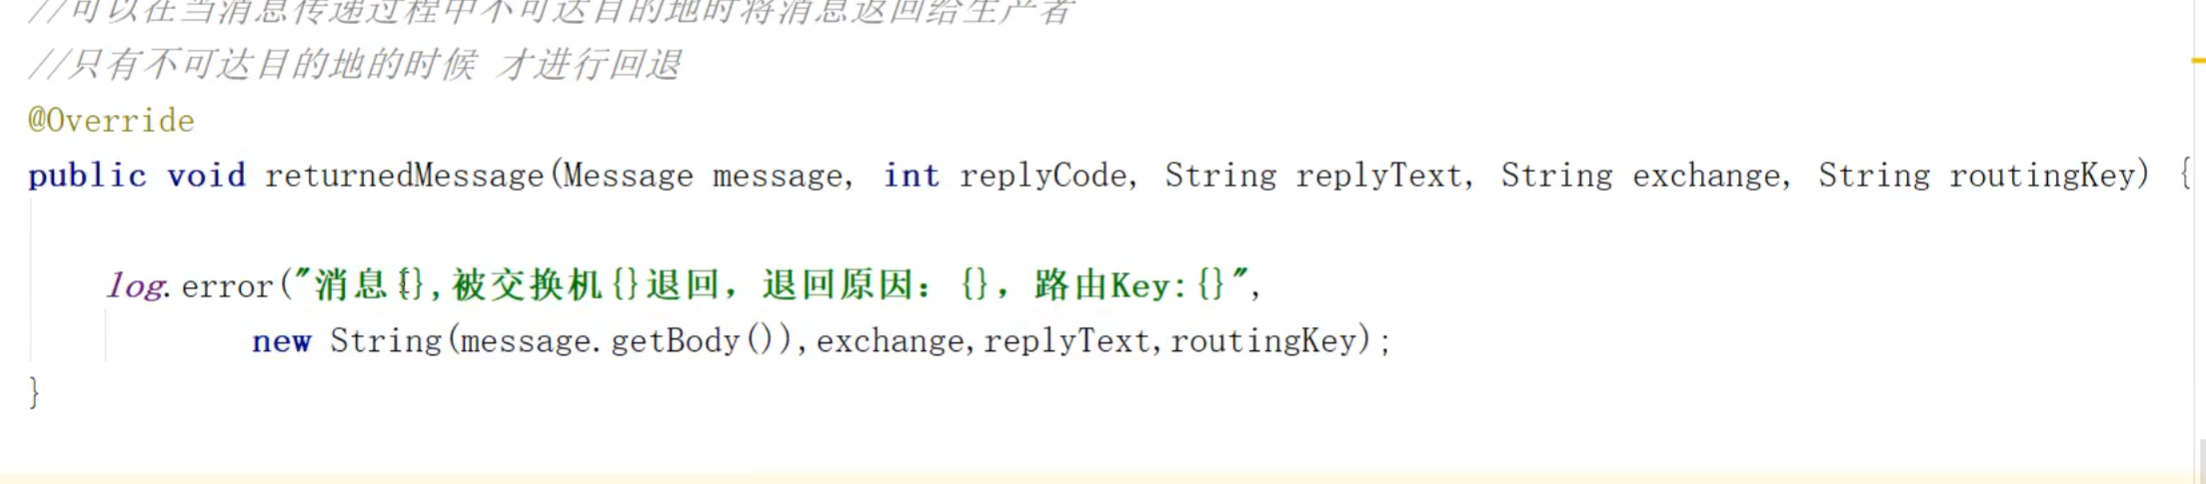 //可以在当消息传递过程中不可达目的地时将消息返回给生产者
//只有不可达目的地的时候 才进行回退
@Override
public void returnedMessage(Message message, int replyCode, String replyText, String exchange, String routingKey) {
log.error("消息{},被交换机{}退回，退回原因：{}，路由Key:{}",
new String(message.getBody()),exchange,replyText,routingKey);
}